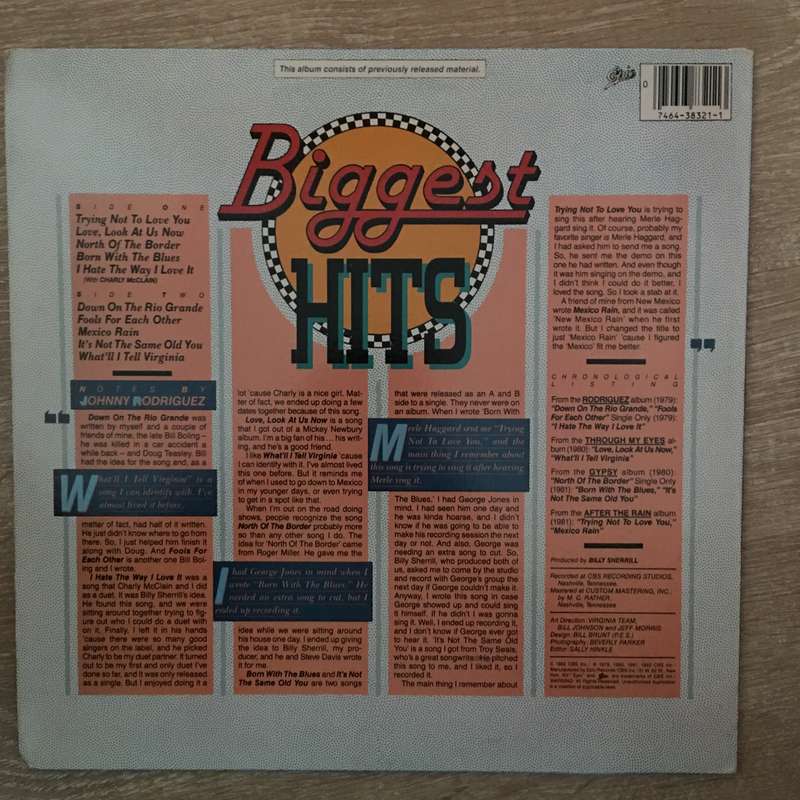 This album consists of previously released material.
Epic
0
7464-38321-1
Biggest
HITS
SIDE ONE
Trying Not To Love You
Love, Look At Us Now
North Of The Border
Born With The Blues
I Hate The Way I Love It
(With CHARLY McCLAIN)
SIDE TWO
Down On The Rio Grande
Fools For Each Other
Mexico Rain
It's Not The Same Old You
What'll I Tell Virginia
NOTES BY
JOHNNY RODRIGUEZ
“ Down On The Rio Grande was
written by myself and a couple of
friends of mine, the late Bill Boling –
he was killed in a car accident a
while back – and Doug Teasley. Bill
had the idea for the song and, as a
What'll I Tell Virginia" is a
song I can identify with. I've
almost lived it before.
matter of fact, had half of it written.
He just didn't know where to go from
there. So, I just helped him finish it
along with Doug. And Fools For
Each Other is another one Bill Bol-
ing and I wrote.
I Hate The Way I Love It was a
song that Charly McClain and I did
as a duet. It was Billy Sherrill's idea.
He found this song, and we were
sitting around together trying to fig-
ure out who I could do a duet with
on it. Finally, I left it in his hands
'cause there were so many good
singers on the label, and he picked
Charly to be my duet partner. It turned
out to be my first and only duet I've
done so far, and it was only released
as a single. But I enjoyed doing it a
lot 'cause Charly is a nice girl. Mat-
ter of fact, we ended up doing a few
dates together because of this song.
Love, Look At Us Now is a song
that I got out of a Mickey Newbury
album. I'm a big fan of his... his writ-
ing, and he's a good friend.
I like What'll I Tell Virginia 'cause
I can identify with it. I've almost lived
this one before. But it reminds me
of when I used to go down to Mexico
in my younger days, or even trying
to get in a spot like that.
When I'm out on the road doing
shows, people recognize the song
North Of The Border probably more
so than any other song I do. The
idea for 'North Of The Border' came
from Roger Miller. He gave me the
I had George Jones in mind when I
wrote "Born With The Blues." He
needed an extra song to cut, but I
ended up recording it.
idea while we were sitting around
his house one day. I ended up giving
the idea to Billy Sherrill, my pro-
ducer; and he and Steve Davis wrote
it for me.
Born With The Blues and It's Not
The Same Old You are two songs
that were released as an A and B
side to a single. They never were on
an album. When I wrote 'Born With
Merle Haggard sent me "Trying
Not To Love You," and the
main thing I remember about
this song is trying to sing it after hearing
Merle sing it.
The Blues,' I had George Jones in
mind. I had seen him one day and
he was kinda hoarse, and I didn't
know if he was going to be able to
make his recording session the next
day or not. And also, George was
needing an extra song to cut. So,
Billy Sherrill, who produced both of
us, asked me to come to the studio
and record with George's group the
next day if George couldn't make it.
Anyway, I wrote this song in case
George showed up and could sing
it himself, if he didn't I was gonna
sing it. Well, I ended up recording it,
and I don't know if George ever got
to hear it. 'It's Not The Same Old
You' is a song I got from Troy Seals,
who's a great songwriter. He pitched
this song to me, and I liked it, so I
recorded it.
The main thing I remember about
Trying Not To Love You is trying to
sing this after hearing Merle Hag-
gard sing it. Of course, probably my
favorite singer is Merle Haggard, and
I had asked him to send me a song.
So, he sent me the demo on this
one he had written. And even though
it was him singing on the demo, and
I didn't think I could do it better, I
loved the song. So I took a stab at it.
A friend of mine from New Mexico
wrote Mexico Rain, and it was called
'New Mexico Rain' when he first
wrote it. But I changed the title to
just 'Mexico Rain' cause I figured
the 'Mexico' fit me better. ”
CHRONOLOGICAL
LISTING
From the RODRIGUEZ album (1979):
"Down On The Rio Grande," "Fools
For Each Other" Single Only (1979):
"I Hate The Way I Love It"
From the THROUGH MY EYES al-
bum (1980): "Love, Look At Us Now,"
"What'll I Tell Virginia"
From the GYPSY album (1980):
"North Of The Border" Single Only
(1981): "Born With The Blues," "It's
Not The Same Old You"
From the AFTER THE RAIN album
(1981): "Trying Not To Love You,"
"Mexico Rain"
Produced by BILLY SHERRILL
Recorded at CBS RECORDING STUDIOS,
Nashville, Tennessee.
Mastered at CUSTOM MASTERING, INC.,
by M. C. RATHER,
Nashville, Tennessee.
Art Direction: VIRGINIA TEAM,
BILL JOHNSON and JEFF MORRIS
Design: BILL BRUNT (P.E.S.)
Photography: BEVERLY PARKER
Editor: SALLY HINKLE